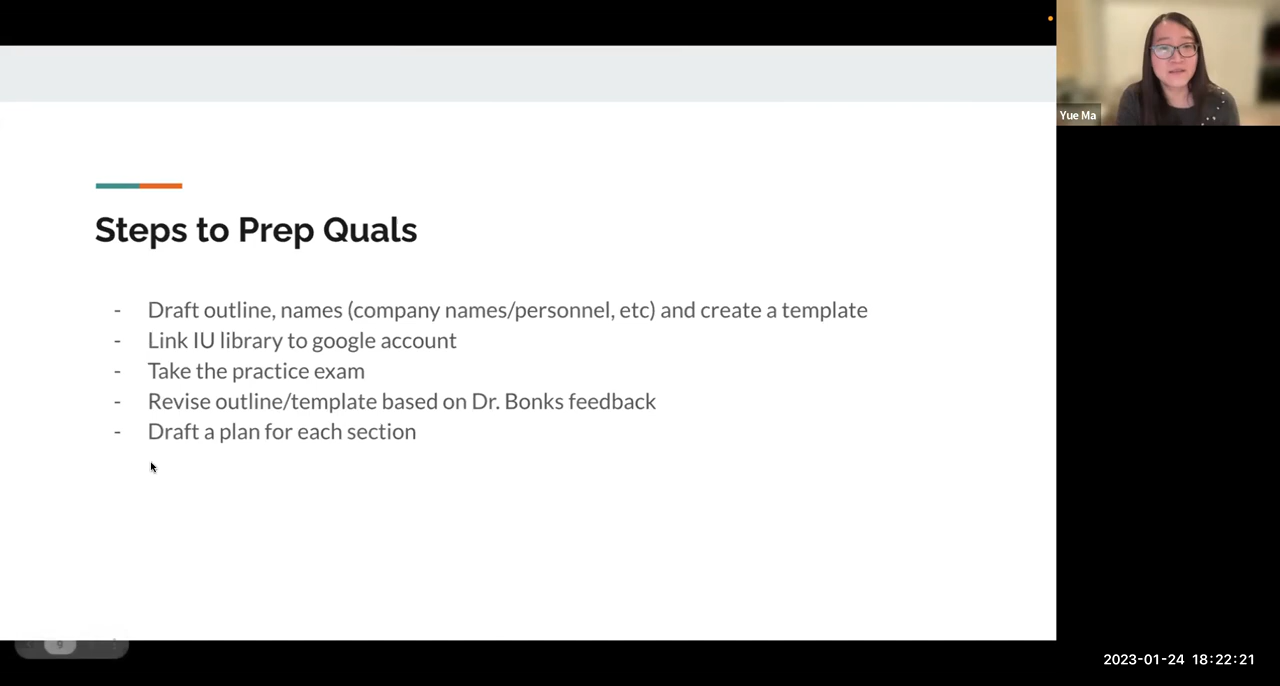 Yue Ma
Steps to Prep Quals
- Draft outline, names (company names/personnel, etc) and create a template
- Link IU library to google account
- Take the practice exam
- Revise outline/template based on Dr. Bonks feedback
- Draft a plan for each section
9
2023-01-24 18:22:21